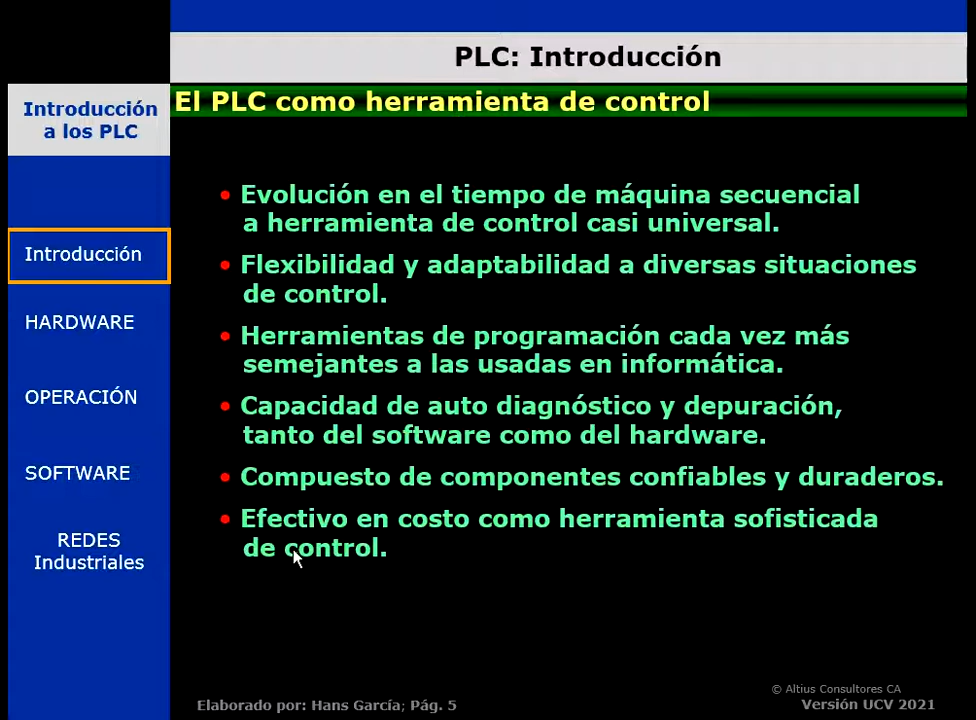 PLC: Introducción
El PLC como herramienta de control
Introducción
a los PLC
Introducción
HARDWARE
OPERACIÓN
SOFTWARE
REDES
Industriales
• Evolución en el tiempo de máquina secuencial
a herramienta de control casi universal.
• Flexibilidad y adaptabilidad a diversas situaciones
de control.
• Herramientas de programación cada vez más
semejantes a las usadas en informática.
• Capacidad de auto diagnóstico y depuración,
tanto del software como del hardware.
• Compuesto de componentes confiables y duraderos.
• Efectivo en costo como herramienta sofisticada
de control.
© Altius Consultores CA
Elaborado por: Hans García; Pág. 5
Versión UCV 2021